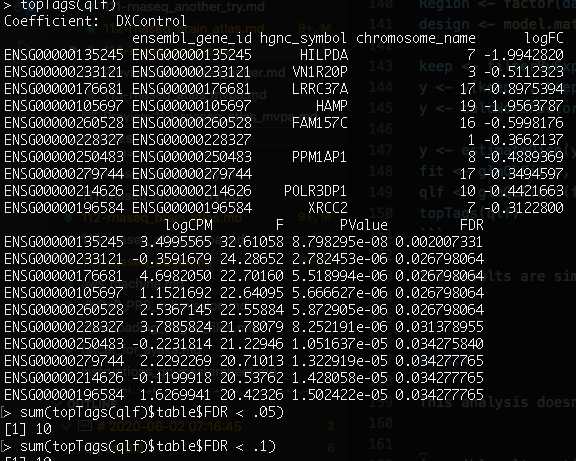 > topTags(qlf)
Coefficient:  DXControl
                ensembl_gene_id hgnc_symbol chromosome_name      logFC
ENSG00000135245 ENSG00000135245      HILPDA               7 -1.9942820
ENSG00000233121 ENSG00000233121     VN1R20P               3 -0.5112323
ENSG00000176681 ENSG00000176681      LRRC37A              17 -0.8975394
ENSG00000105697 ENSG00000105697        HAMP              19 -1.9563787
ENSG00000260528 ENSG00000260528     FAM157C              16 -0.5998176
ENSG00000228327 ENSG00000228327                           1 -0.3662137
ENSG00000250483 ENSG00000250483     PPM1AP1               8 -0.4889369
ENSG00000279744 ENSG00000279744                          17 -0.3494597
ENSG00000214626 ENSG00000214626    POLR3DP1              10 -0.4421663
ENSG00000196584 ENSG00000196584       XRCC2               7 -0.3122800
                    logCPM        F       PValue         FDR
ENSG00000135245  3.4995565 32.61058 8.798295e-08 0.002007331
ENSG00000233121 -0.3591679 24.28652 2.782453e-06 0.026798064
ENSG00000176681  4.6982050 22.70160 5.518994e-06 0.026798064
ENSG00000105697  1.1521692 22.64095 5.666627e-06 0.026798064
ENSG00000260528  2.5367145 22.55884 5.872905e-06 0.026798064
ENSG00000228327  3.7885824 21.78079 8.252191e-06 0.031378955
ENSG00000250483 -0.2231814 21.22946 1.051637e-05 0.034275840
ENSG00000279744  2.2292269 20.71013 1.322919e-05 0.034277765
ENSG00000214626 -0.1199918 20.53762 1.428058e-05 0.034277765
ENSG00000196584  1.6269941 20.42326 1.502422e-05 0.034277765
> sum(topTags(qlf)$table$FDR < .05)
[1] 10
# 2020-06-02 07:16:45
> sum(topTags(qlf)$table$FDR < .1)
[1] 10